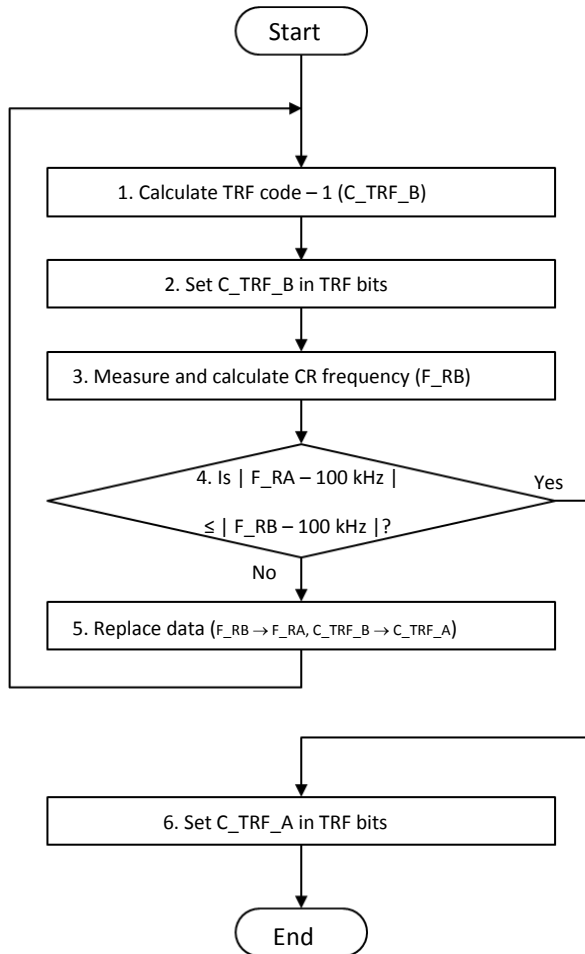 Start
1. Calculate TRF code – 1 (C_TRF_B)
2. Set C_TRF_B in TRF bits
3. Measure and calculate CR frequency (F_RB)
4. Is | F_RA – 100 kHz |
Yes
≤ | F_RB – 100 kHz |?
No
5. Replace data (F_RB → F_RA, C_TRF_B → C_TRF_A)
6. Set C_TRF_A in TRF bits
End